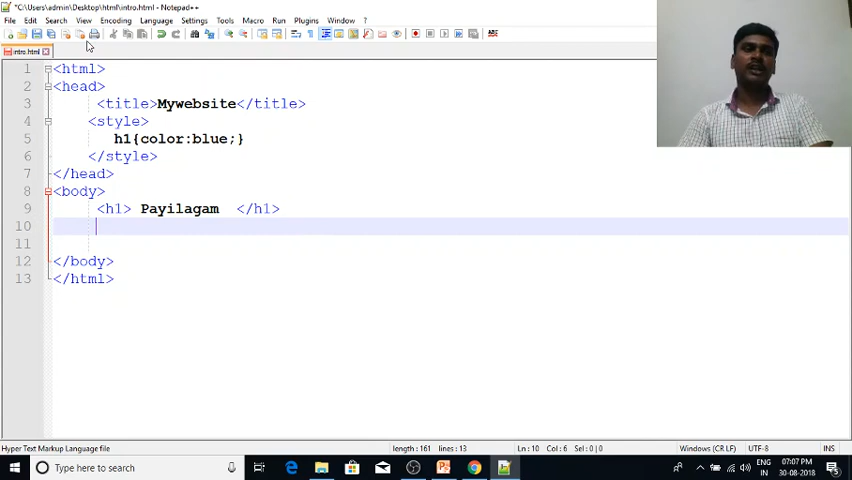 *C:\Users\admin\Desktop\html\intro.html - Notepad++
File Edit Search View Encoding Language Settings Tools Macro Run Plugins Window ?
intro.html
1 <html>
2 <head>
3 <title>Mywebsite</title>
4 <style>
5 h1{color:blue;}
6 </style>
7 </head>
8 <body>
9 <h1> Payilagam </h1>
10
11
12 </body>
13 </html>
Hyper Text Markup Language file length : 161 lines : 13 Ln : 10 Col : 6 Sel : 0 | 0 Windows (CR LF) UTF-8 INS
Type here to search ENG IN 07:07 PM 30-08-2018